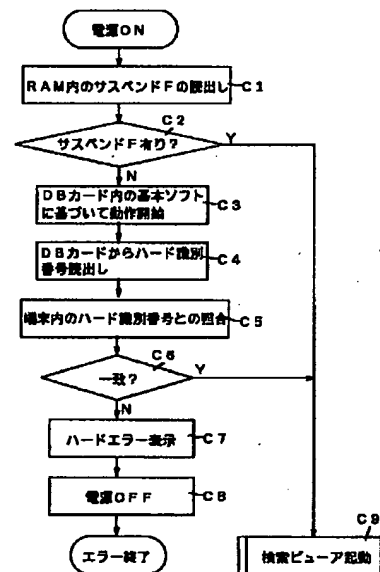 電源ON
RAM内のサスペンドFの読出し
C1
C2
サスペンドF有り?
Y
N
DBカード内の基本ソフト
に基づいて動作開始
C3
DBカードからハード識別
番号読出し
C4
端末内のハード識別番号との照合
C5
C6
一致?
Y
N
ハードエラー表示
C7
電源OFF
C8
C9
エラー終了
検索ビューア起動